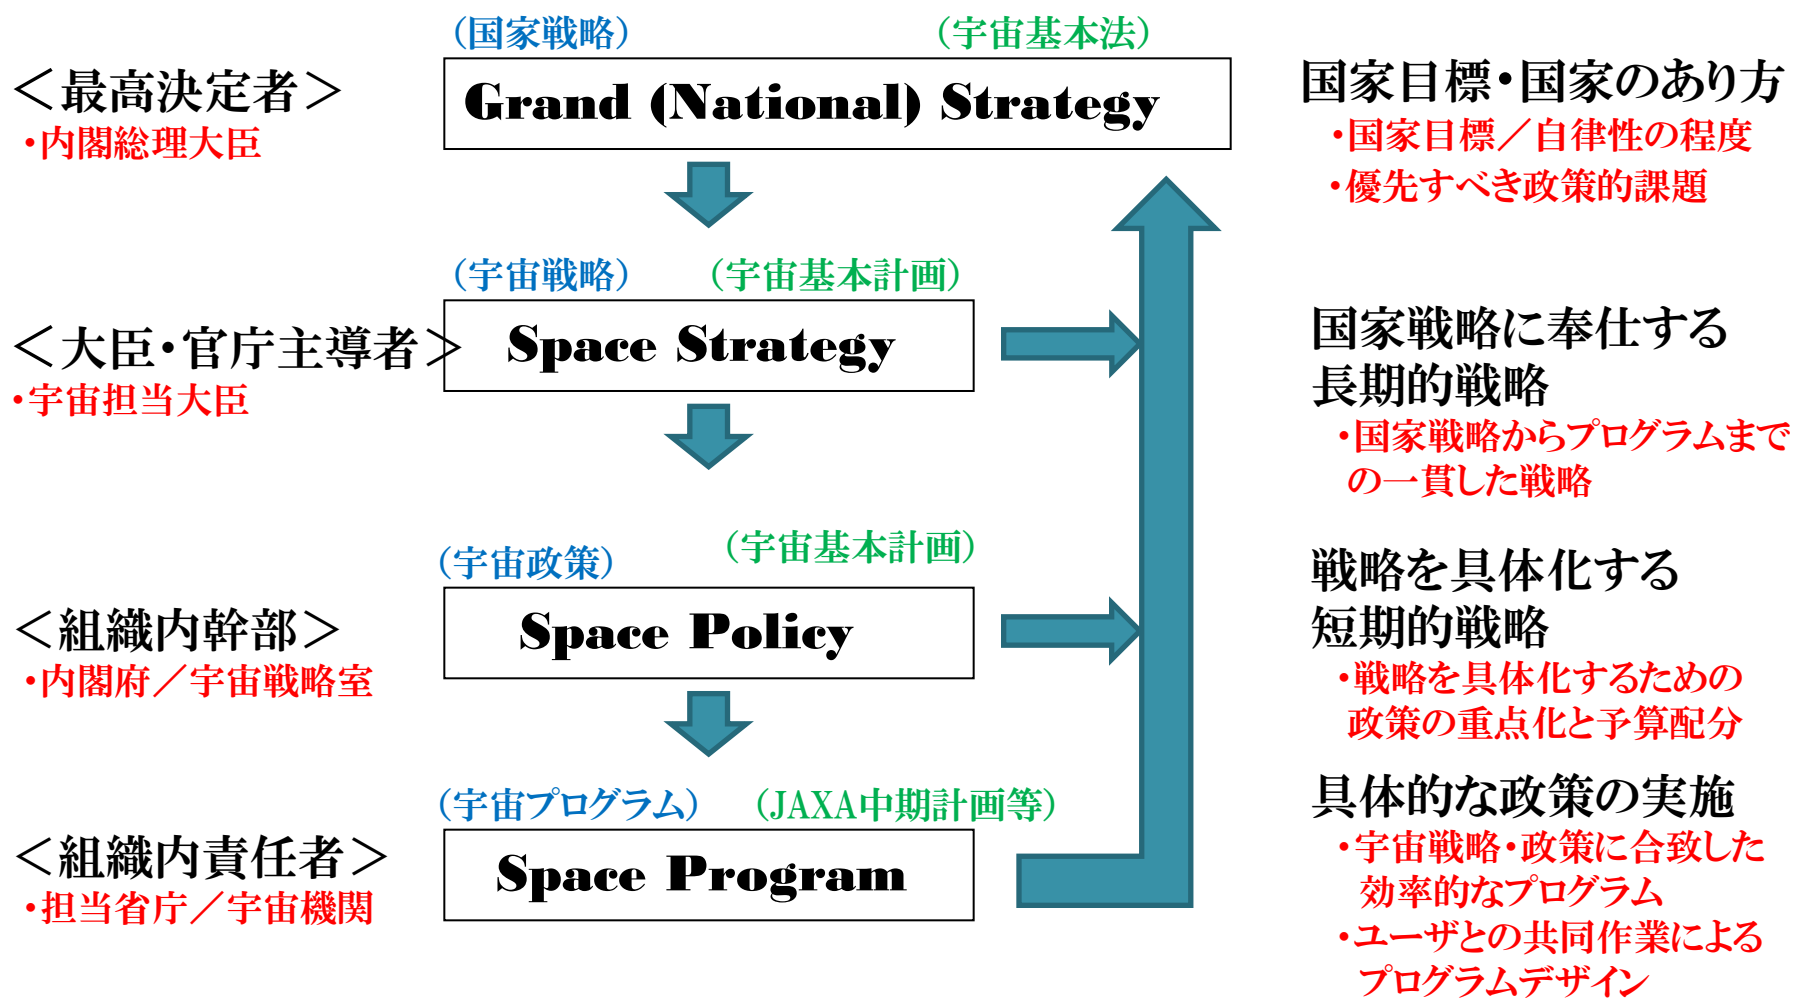 （国家戦略）
（宇宙基本法）
＜最高決定者＞
・内閣総理大臣
Grand (National) Strategy
国家目標・国家のあり方
・国家目標／自律性の程度
・優先すべき政策的課題
（宇宙戦略）
（宇宙基本計画）
＜大臣・官庁主導者＞
・宇宙担当大臣
Space Strategy
国家戦略に奉仕する
長期的戦略
・国家戦略からプログラムまで
の一貫した戦略
（宇宙政策）
（宇宙基本計画）
＜組織内幹部＞
・内閣府／宇宙戦略室
Space Policy
戦略を具体化する
短期的戦略
・戦略を具体化するための
政策の重点化と予算配分
（宇宙プログラム）
（JAXA中期計画等）
＜組織内責任者＞
・担当省庁／宇宙機関
Space Program
具体的な政策の実施
・宇宙戦略・政策に合致した
効率的なプログラム
・ユーザとの共同作業による
プログラムデザイン